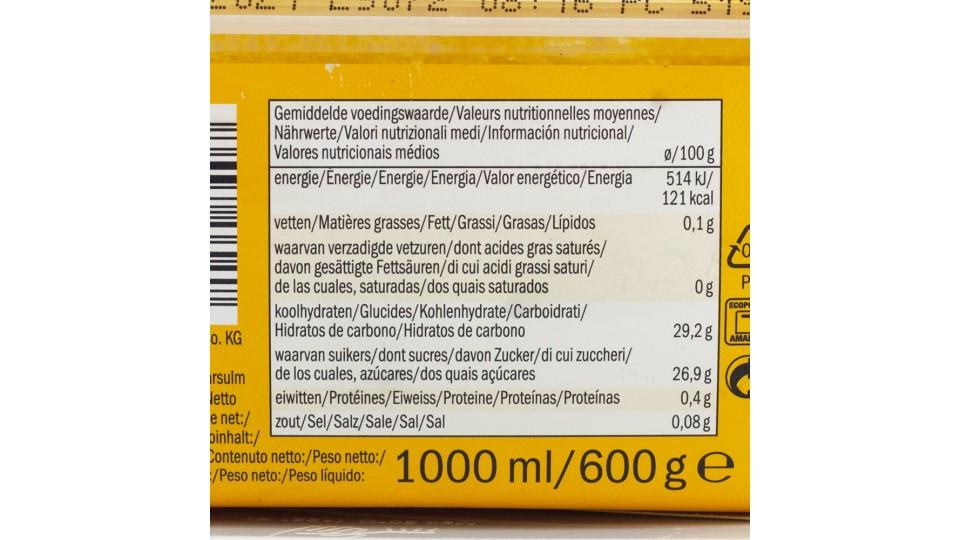 Gemiddelde voedingswaarde/Valeurs nutritionnelles moyennes/
Nährwerte/Valori nutrizionali medi/Información nutricional/
Valores nutricionais médios
ø/100 g
energie/Énergie/Energie/Energia/Valor energético/Energia
514 kJ/
121 kcal
vetten/Matières grasses/Fett/Grassi/Grasas/Lípidos
0,1 g
waarvan verzadigde vetzuren/dont acides gras saturés/
davon gesättigte Fettsäuren/di cui acidi grassi saturi/
de las cuales, saturadas/dos quais saturados
0 g
koolhydraten/Glucides/Kohlenhydrate/Carboidrati/
Hidratos de carbono/Hidratos de carbono
29,2 g
waarvan suikers/dont sucres/davon Zucker/di cui zuccheri/
de los cuales, azúcares/dos quais açúcares
26,9 g
eiwitten/Protéines/Eiweiss/Proteine/Proteínas/Proteínas
0,4 g
zout/Sel/Salz/Sale/Sal/Sal
0,08 g
o. KG
arsulm
Netto
e net:/
oinhalt:/
Contenuto netto:/Peso netto:/
:/Peso neto:/Peso líquido:
1000 ml/600 g e